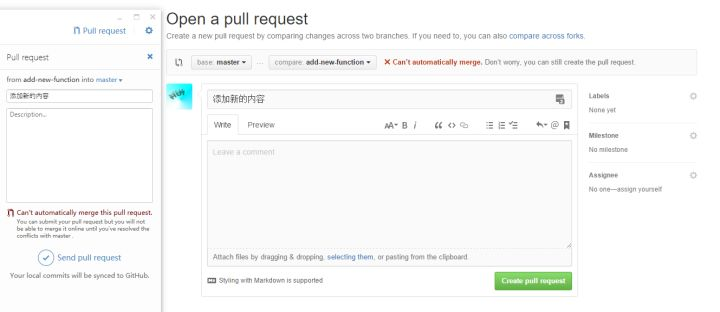 Pull request
Pull request
from add-new-function into master
添加新的内容
Description...
Can't automatically merge this pull request.
You can submit your pull request but you will not
be able to merge it online until you've resolved the
conflicts with master .
Send pull request
Your local commits will be synced to GitHub.
Open a pull request
Create a new pull request by comparing changes across two branches. If you need to, you can also compare across forks.
base: master ... compare: add-new-function Can't automatically merge. Don't worry, you can still create the pull request.
添加新的内容
Write Preview AA B i @
Leave a comment
Attach files by dragging & dropping, selecting them, or pasting from the clipboard.
Styling with Markdown is supported
Create pull request
Labels
None yet
Milestone
No milestone
Assignee
No one—assign yourself